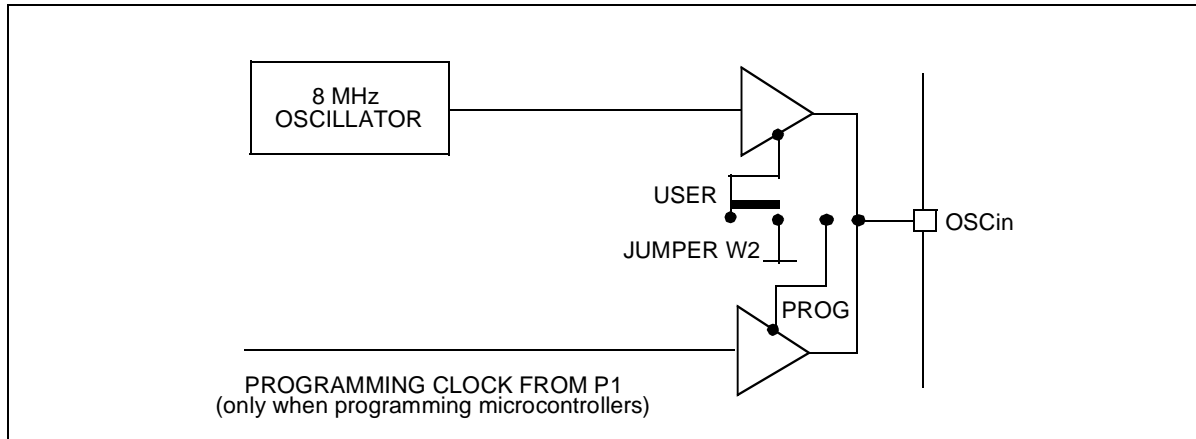 8 MHz
OSCILLATOR
USER
OSCin
JUMPER W2
PROG
PROGRAMMING CLOCK FROM P1
(only when programming microcontrollers)